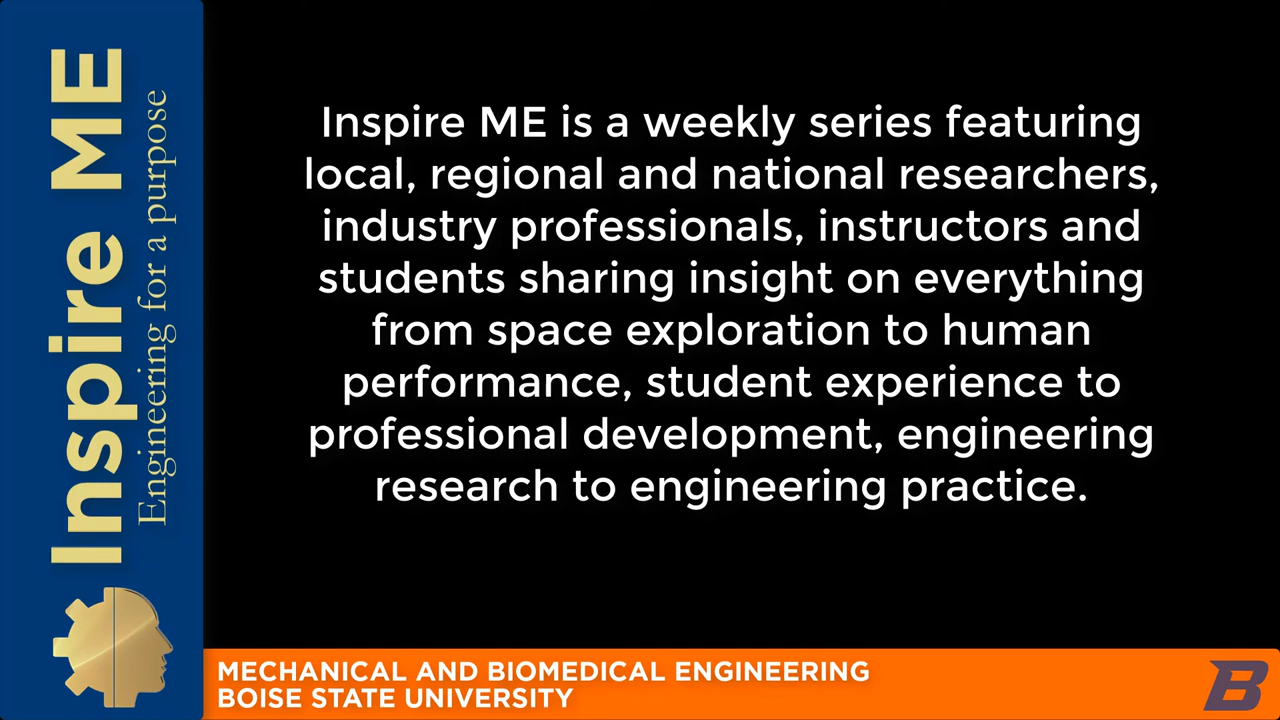 Inspire ME
Engineering for a purpose
Inspire ME is a weekly series featuring
local, regional and national researchers,
industry professionals, instructors and
students sharing insight on everything
from space exploration to human
performance, student experience to
professional development, engineering
research to engineering practice.
MECHANICAL AND BIOMEDICAL ENGINEERING
BOISE STATE UNIVERSITY
B